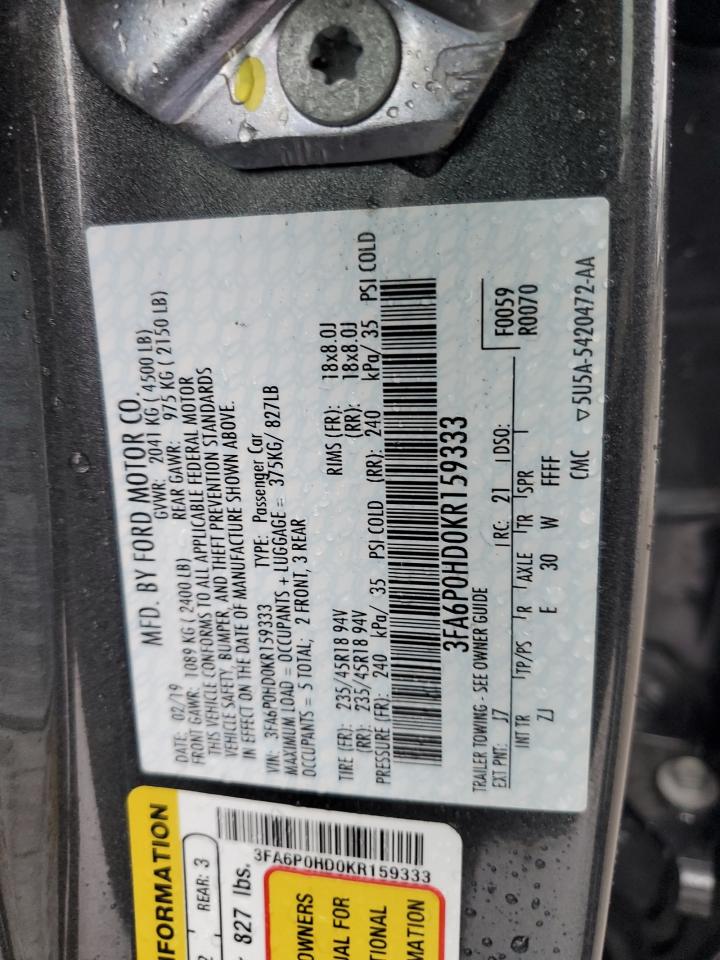 MFD. BY FORD MOTOR CO.
DATE: 02/19 GVWR: 2041 KG ( 4500 LB)
FRONT GAWR: 1089 KG ( 2400 LB) REAR GAWR: 975 KG ( 2150 LB)
THIS VEHICLE CONFORMS TO ALL APPLICABLE FEDERAL MOTOR
VEHICLE SAFETY, BUMPER, AND THEFT PREVENTION STANDARDS
IN EFFECT ON THE DATE OF MANUFACTURE SHOWN ABOVE.
VIN: 3FA6P0HD0KR159333 TYPE: Passenger Car
MAXIMUM LOAD = OCCUPANTS + LUGGAGE = 375KG/ 827LB
OCCUPANTS = 5 TOTAL; 2 FRONT, 3 REAR
TIRE (FR): 235/45R18 94V RIMS (FR): 18x8.0J
(RR): 235/45R18 94V (RR): 18x8.0J
PRESSURE (FR): 240 kPa/ 35 PSI COLD (RR): 240 kPa/ 35 PSI COLD
3FA6P0HD0KR159333
TRAILER TOWING - SEE OWNER GUIDE
EXT PNT: J7 RC: 21 DSO: F0059
R0070
INT TR TP/PS R AXLE TR SPR
ZJ E 30 W FFFF
CMC ▽5U5A-5420472-AA
FORMATION
REAR: 3
827 lbs.
3FA6P0HD0KR159333
OWNERS
UAL FOR
TIONAL
MATION